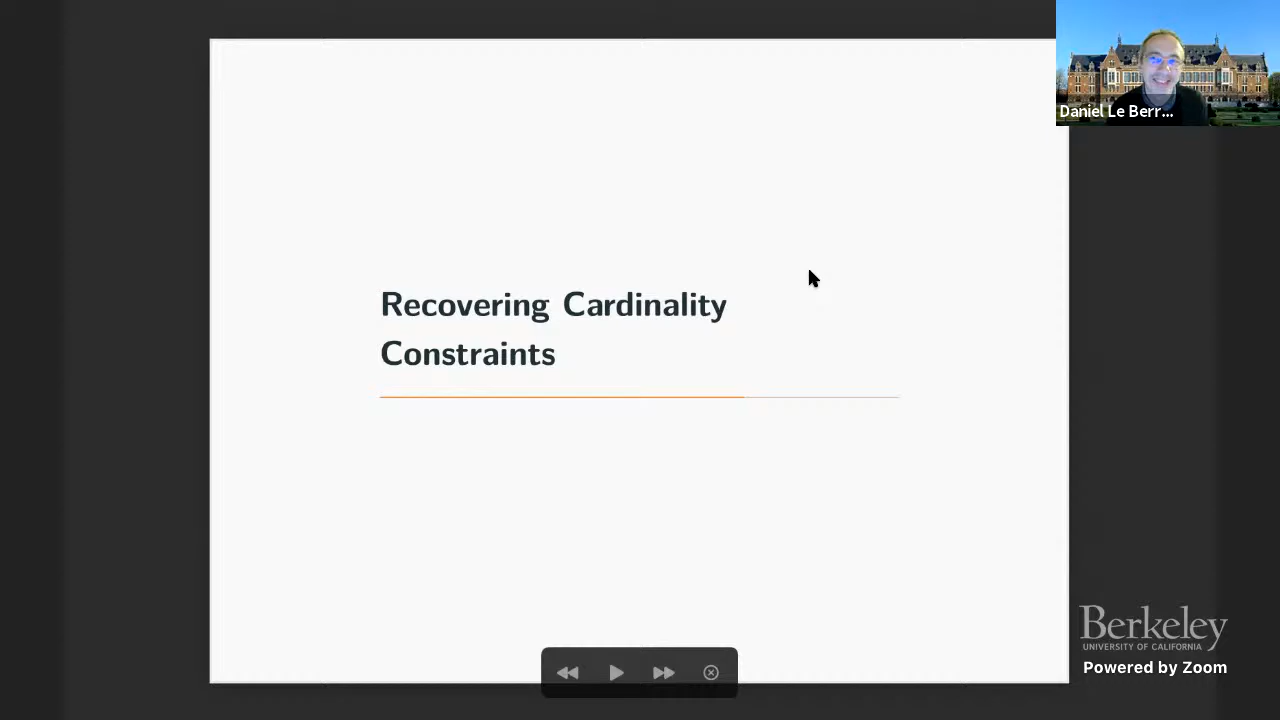 Daniel Le Berr...
Recovering Cardinality
Constraints
Berkeley
UNIVERSITY OF CALIFORNIA
Powered by Zoom